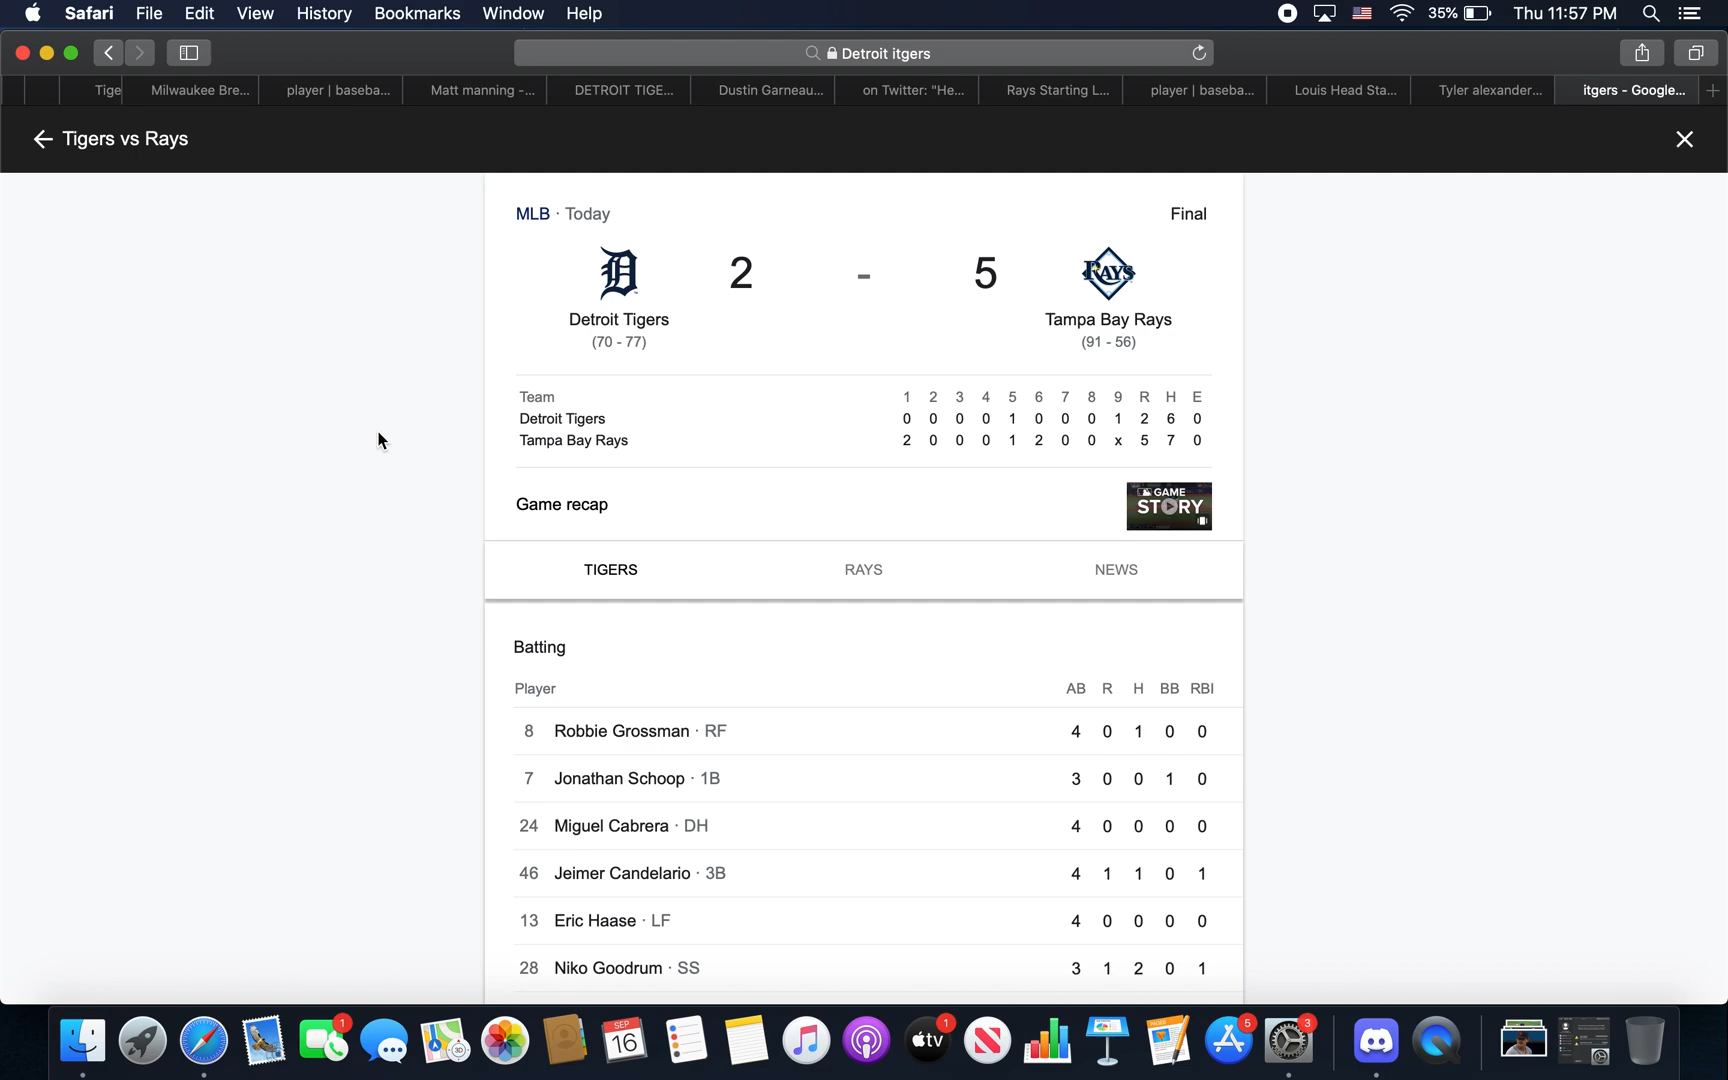 Safari File Edit View History Bookmarks Window Help 35% Thu 11:57 PM
Detroit itgers
Tige Milwaukee Bre... player | baseba... Matt manning -... DETROIT TIGE... Dustin Garneau... on Twitter: "He... Rays Starting L... player | baseba... Louis Head Sta... Tyler alexander... itgers - Google...
Tigers vs Rays
MLB · Today Final
2 - 5
RAYS
Detroit Tigers Tampa Bay Rays
(70 - 77) (91 - 56)
Team 1 2 3 4 5 6 7 8 9 R H E
Detroit Tigers 0 0 0 0 1 0 0 0 1 2 6 0
Tampa Bay Rays 2 0 0 0 1 2 0 0 x 5 7 0
Game recap
GAME
STORY
TIGERS RAYS NEWS
Batting
Player AB R H BB RBI
8 Robbie Grossman · RF 4 0 1 0 0
7 Jonathan Schoop · 1B 3 0 0 1 0
24 Miguel Cabrera · DH 4 0 0 0 0
46 Jeimer Candelario · 3B 4 1 1 0 1
13 Eric Haase · LF 4 0 0 0 0
28 Niko Goodrum · SS 3 1 2 0 1
1 SEP 16 tv 1 PAGES 5 3
3D